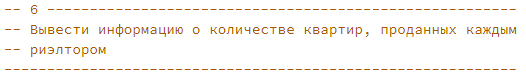 -- 6 ---------------------------------------------------------
-- Вывести информацию о количестве квартир, проданных каждым
-- риэлтором
--------------------------------------------------------------